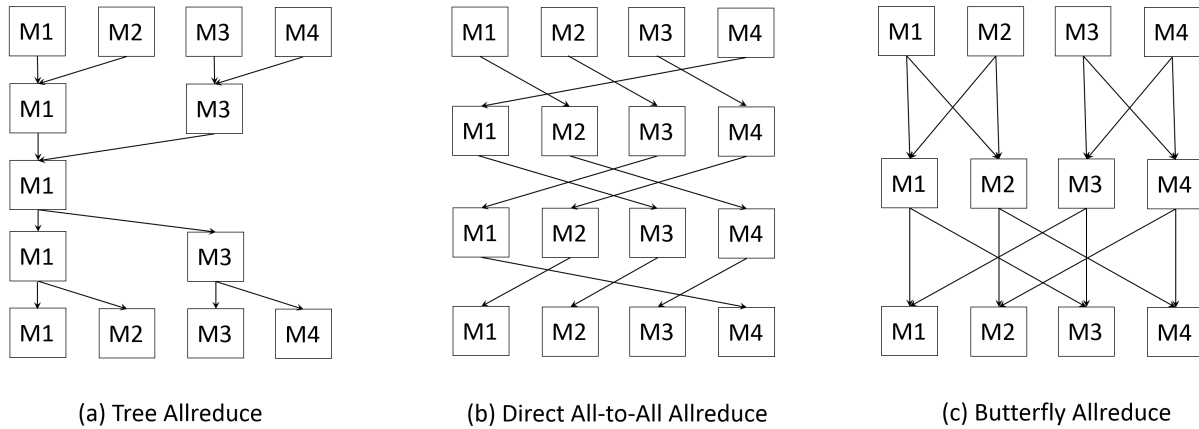 M1 M2 M3 M4
M1 M3
M1
M1 M3
M1 M2 M3 M4
(a) Tree Allreduce
M1 M2 M3 M4
M1 M2 M3 M4
M1 M2 M3 M4
M1 M2 M3 M4
(b) Direct All-to-All Allreduce
M1 M2 M3 M4
M1 M2 M3 M4
M1 M2 M3 M4
(c) Butterfly Allreduce